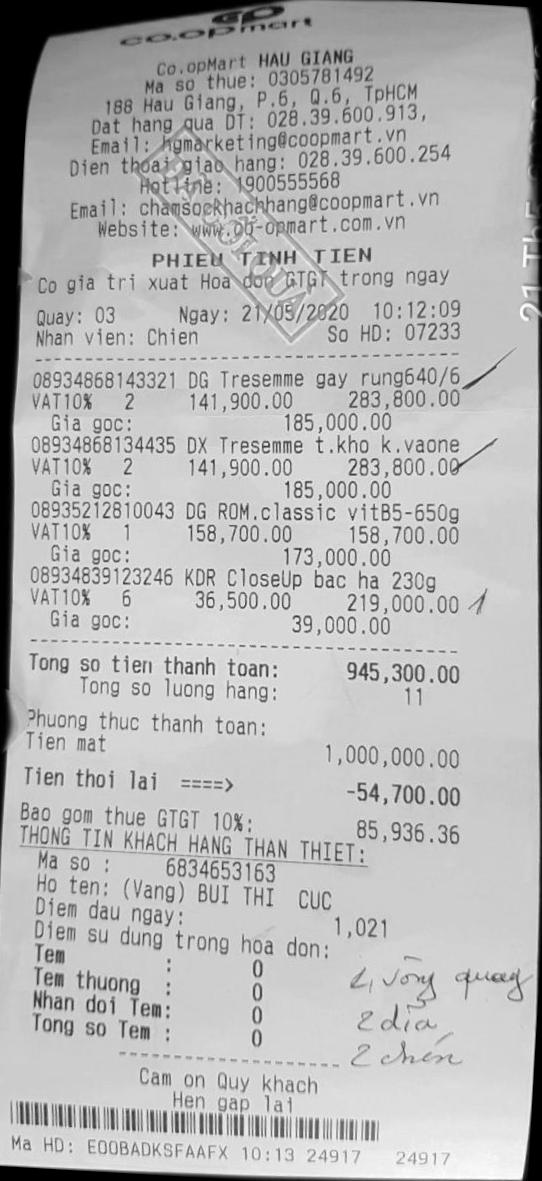 co.opmart
Co.opMart HAU GIANG
Ma so thue: 0305781492
188 Hau Giang, P.6, Q.6, TpHCM
Dat hang qua DT: 028.39.600.913,
Email: hgmarketing@coopmart.vn
Dien thoai giao hang: 028.39.600.254
Hotline: 1900555568
Email: chamsockhachhang@coopmart.vn
Website: www.co-opmart.com.vn
PHIEU TINH TIEN
Co gia tri xuat Hoa don GTGT trong ngay
Quay: 03 Ngay: 21/05/2020 10:12:09
Nhan vien: Chien So HD: 07233
08934868143321 DG Tresemme gay rung640/6
VAT10% 2 141,900.00 283,800.00
Gia goc: 185,000.00
08934868134435 DX Tresemme t.kho k.vaone
VAT10% 2 141,900.00 283,800.00
Gia goc: 185,000.00
08935212810043 DG ROM.classic vitB5-650g
VAT10% 1 158,700.00 158,700.00
Gia goc: 173,000.00
08934839123246 KDR CloseUp bac ha 230g
VAT10% 6 36,500.00 219,000.00 1
Gia goc: 39,000.00
Tong so tien thanh toan: 945,300.00
Tong so luong hang: 11
Phuong thuc thanh toan:
Tien mat 1,000,000.00
Tien thoi lai ====> -54,700.00
Bao gom thue GTGT 10%: 85,936.36
THONG TIN KHACH HANG THAN THIET:
Ma so : 6834653163
Ho ten: (Vang) BUI THI CUC
Diem dau ngay: 1,021
Diem su dung trong hoa don:
Tem : 0
Tem thuong : 0
Nhan doi Tem: 0
Tong so Tem : 0
vòng quay
2 dĩa
2 chén
Cam on Quy khach
Hen gap lai
Ma HD: EOOBADKSFAAFX 10:13 24917 24917